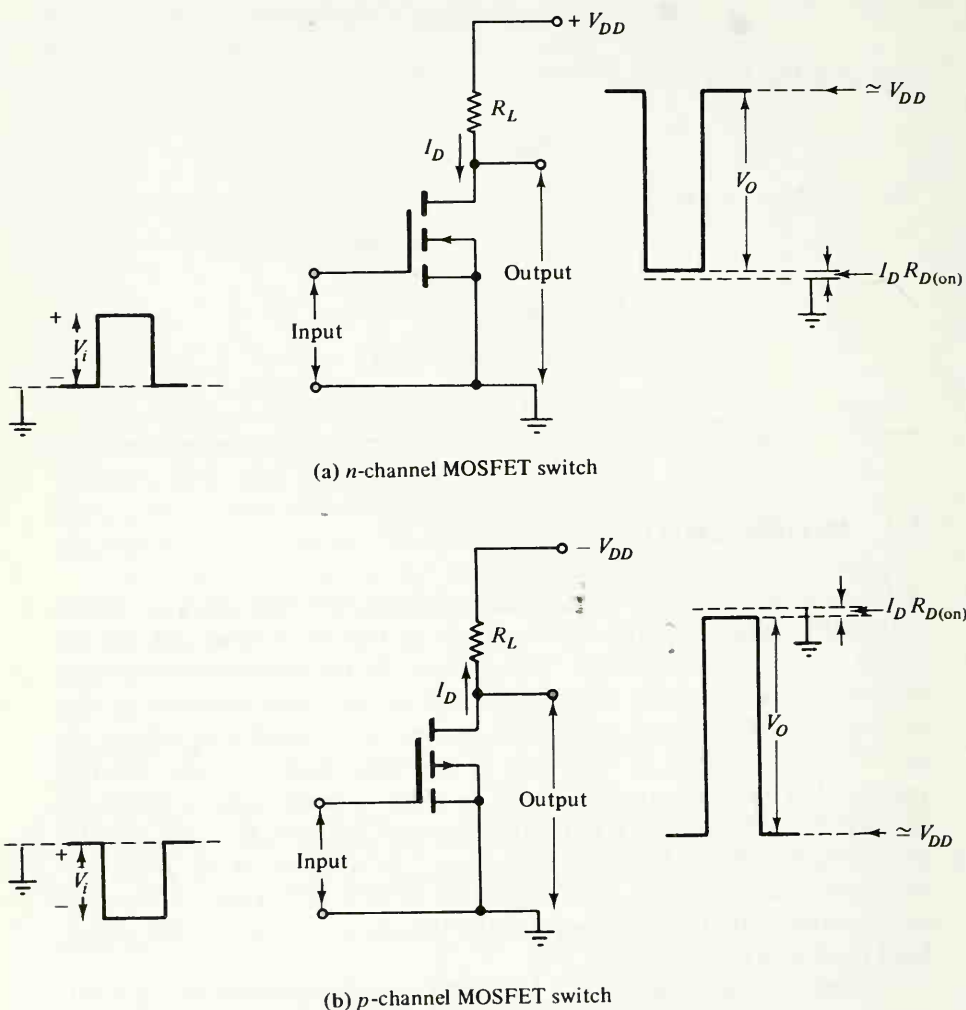 + V_DD
R_L
I_D
≃ V_DD
V_O
I_D R_D(on)
Output
Input
+
V_i
−
(a) n-channel MOSFET switch
− V_DD
R_L
I_D
I_D R_D(on)
V_O
≃ V_DD
Output
Input
+
V_i
−
(b) p-channel MOSFET switch